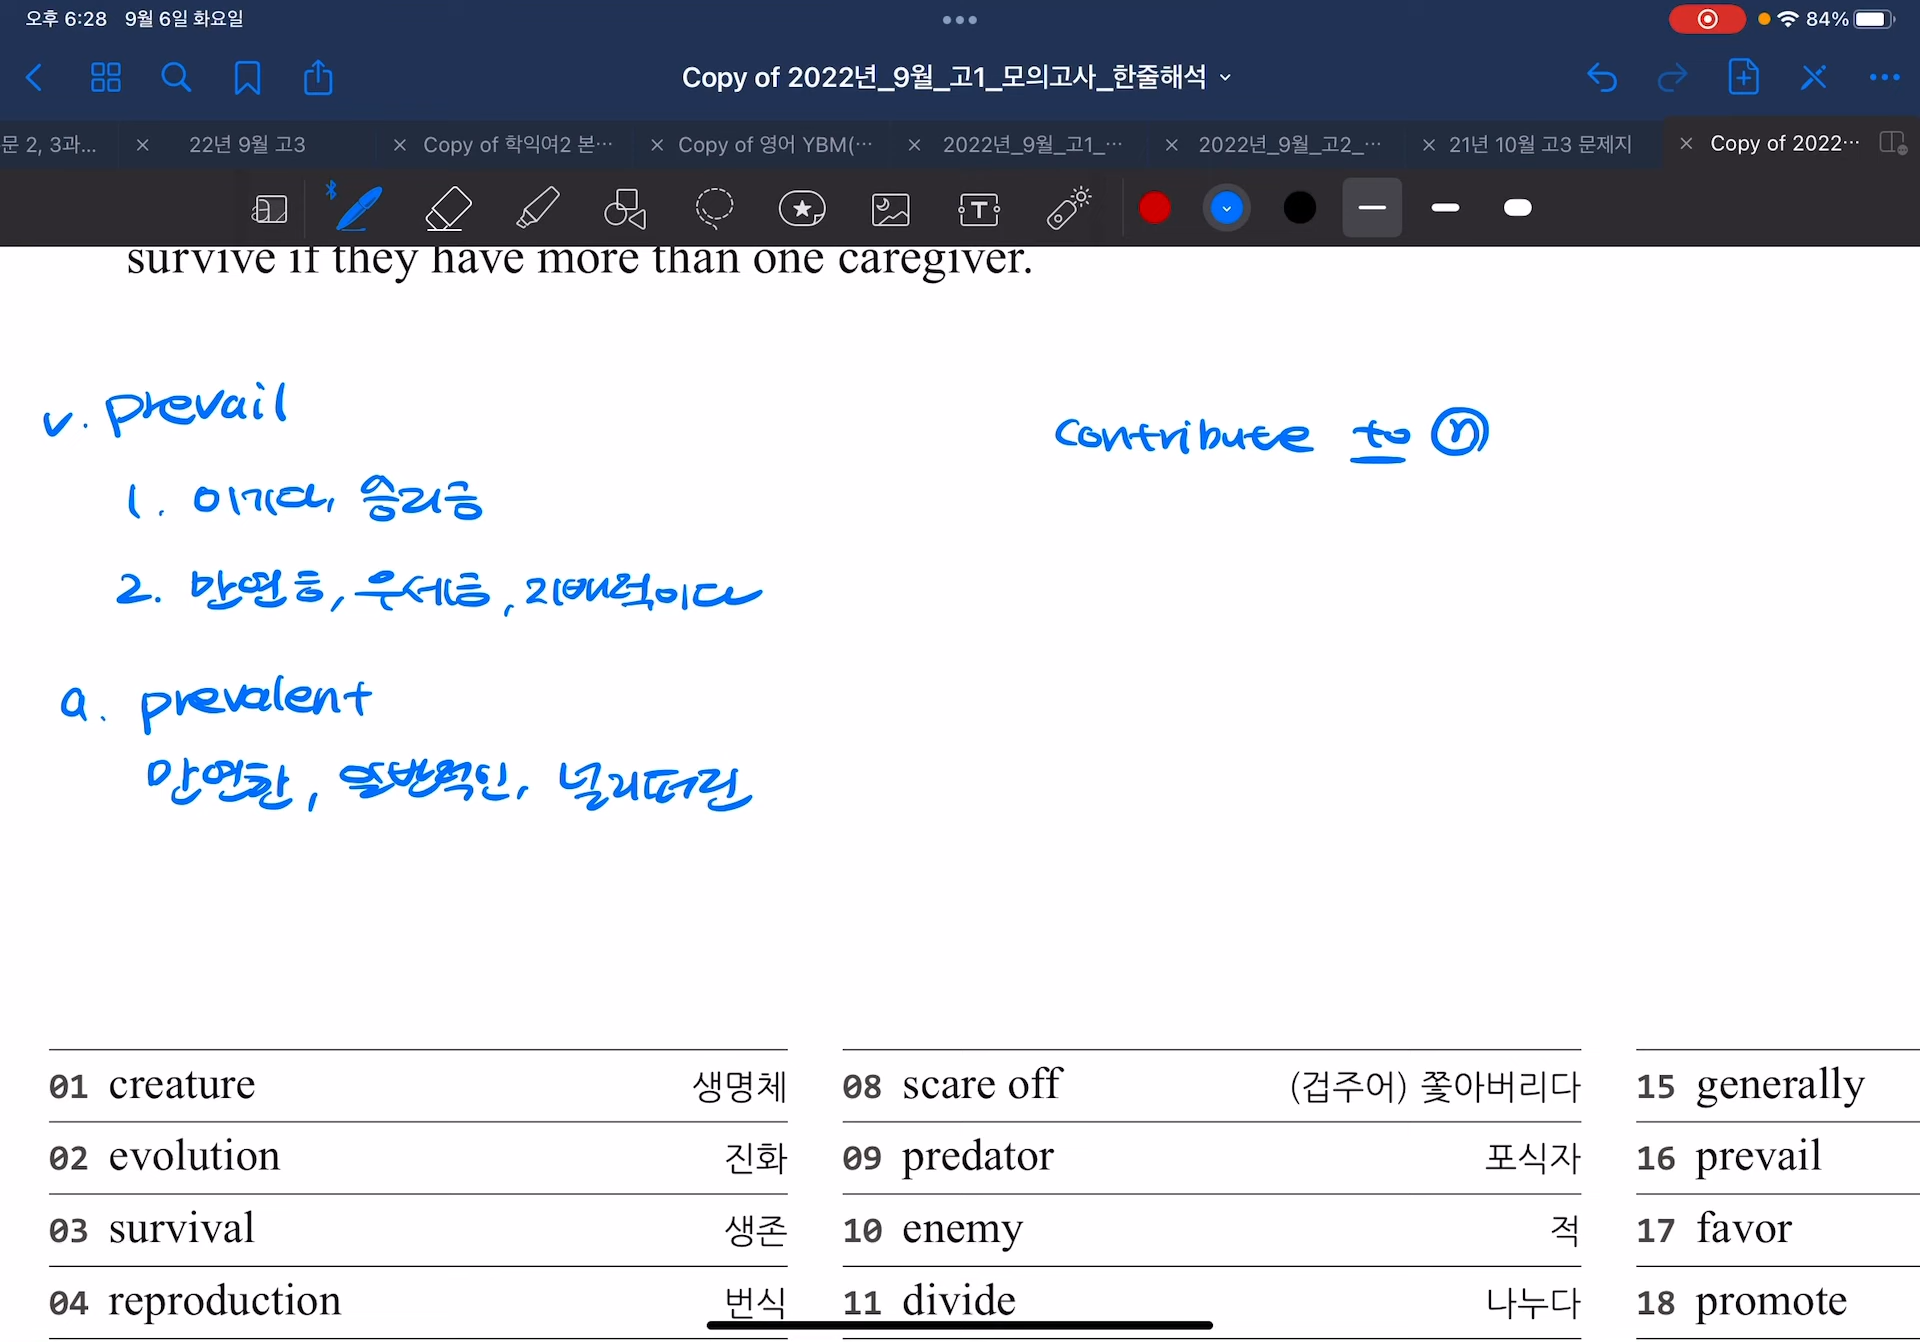 오후 6:28 9월 6일 화요일
84%
Copy of 2022년_9월_고1_모의고사_한줄해석
문 2, 3과... × 22년 9월 고3 × Copy of 학익여2 본... × Copy of 영어 YBM(... × 2022년_9월_고1_... × 2022년_9월_고2_... × 21년 10월 고3 문제지 × Copy of 2022...
survive if they have more than one caregiver.
v. prevail
1. 이기다, 승리함
2. 만연함, 우세함, 지배적이다
a. prevalent
만연한, 일반적인, 널리퍼진
contribute to n
01 creature 생명체
02 evolution 진화
03 survival 생존
04 reproduction 번식
08 scare off (겁주어) 쫓아버리다
09 predator 포식자
10 enemy 적
11 divide 나누다
15 generally
16 prevail
17 favor
18 promote